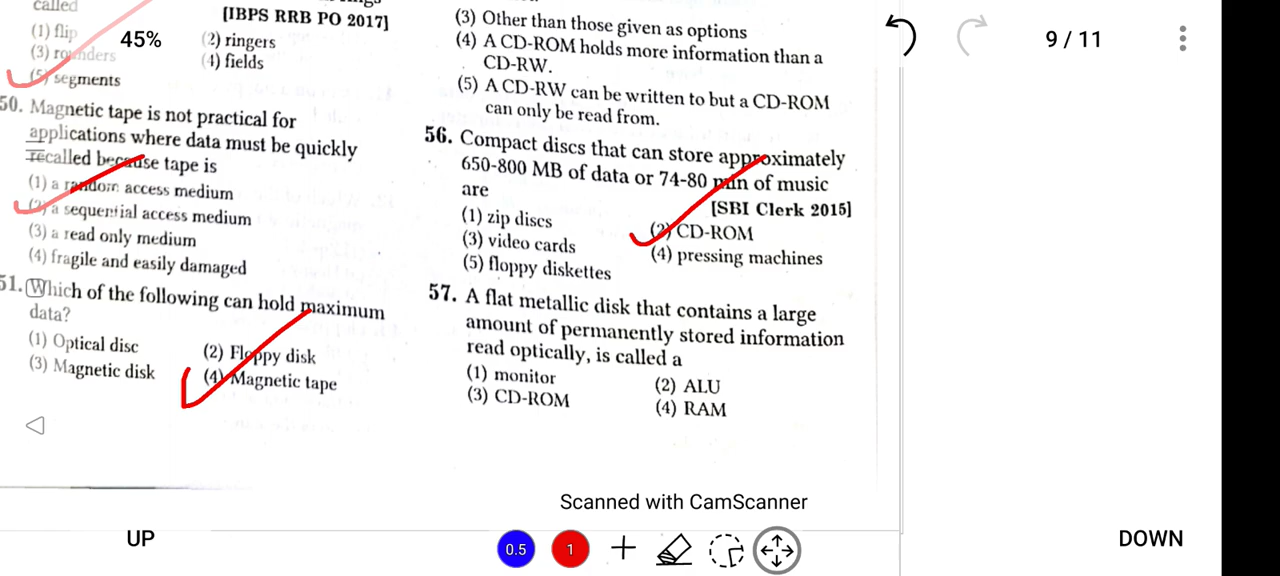 called
(1) flip
(3) rounders
(5) segments
[IBPS RRB PO 2017]
(2) ringers
(4) fields
45%
50. Magnetic tape is not practical for
applications where data must be quickly
recalled because tape is
(1) a random access medium
(2) a sequential access medium
(3) a read only medium
(4) fragile and easily damaged
51. Which of the following can hold maximum
data?
(1) Optical disc
(2) Floppy disk
(3) Magnetic disk
(4) Magnetic tape
(3) Other than those given as options
(4) A CD-ROM holds more information than a
CD-RW.
(5) A CD-RW can be written to but a CD-ROM
can only be read from.
56. Compact discs that can store approximately
650-800 MB of data or 74-80 min of music
are
[SBI Clerk 2015]
(1) zip discs
(2) CD-ROM
(3) video cards
(4) pressing machines
(5) floppy diskettes
57. A flat metallic disk that contains a large
amount of permanently stored information
read optically, is called a
(1) monitor
(2) ALU
(3) CD-ROM
(4) RAM
Scanned with CamScanner
9 / 11
UP
0.5
1
DOWN